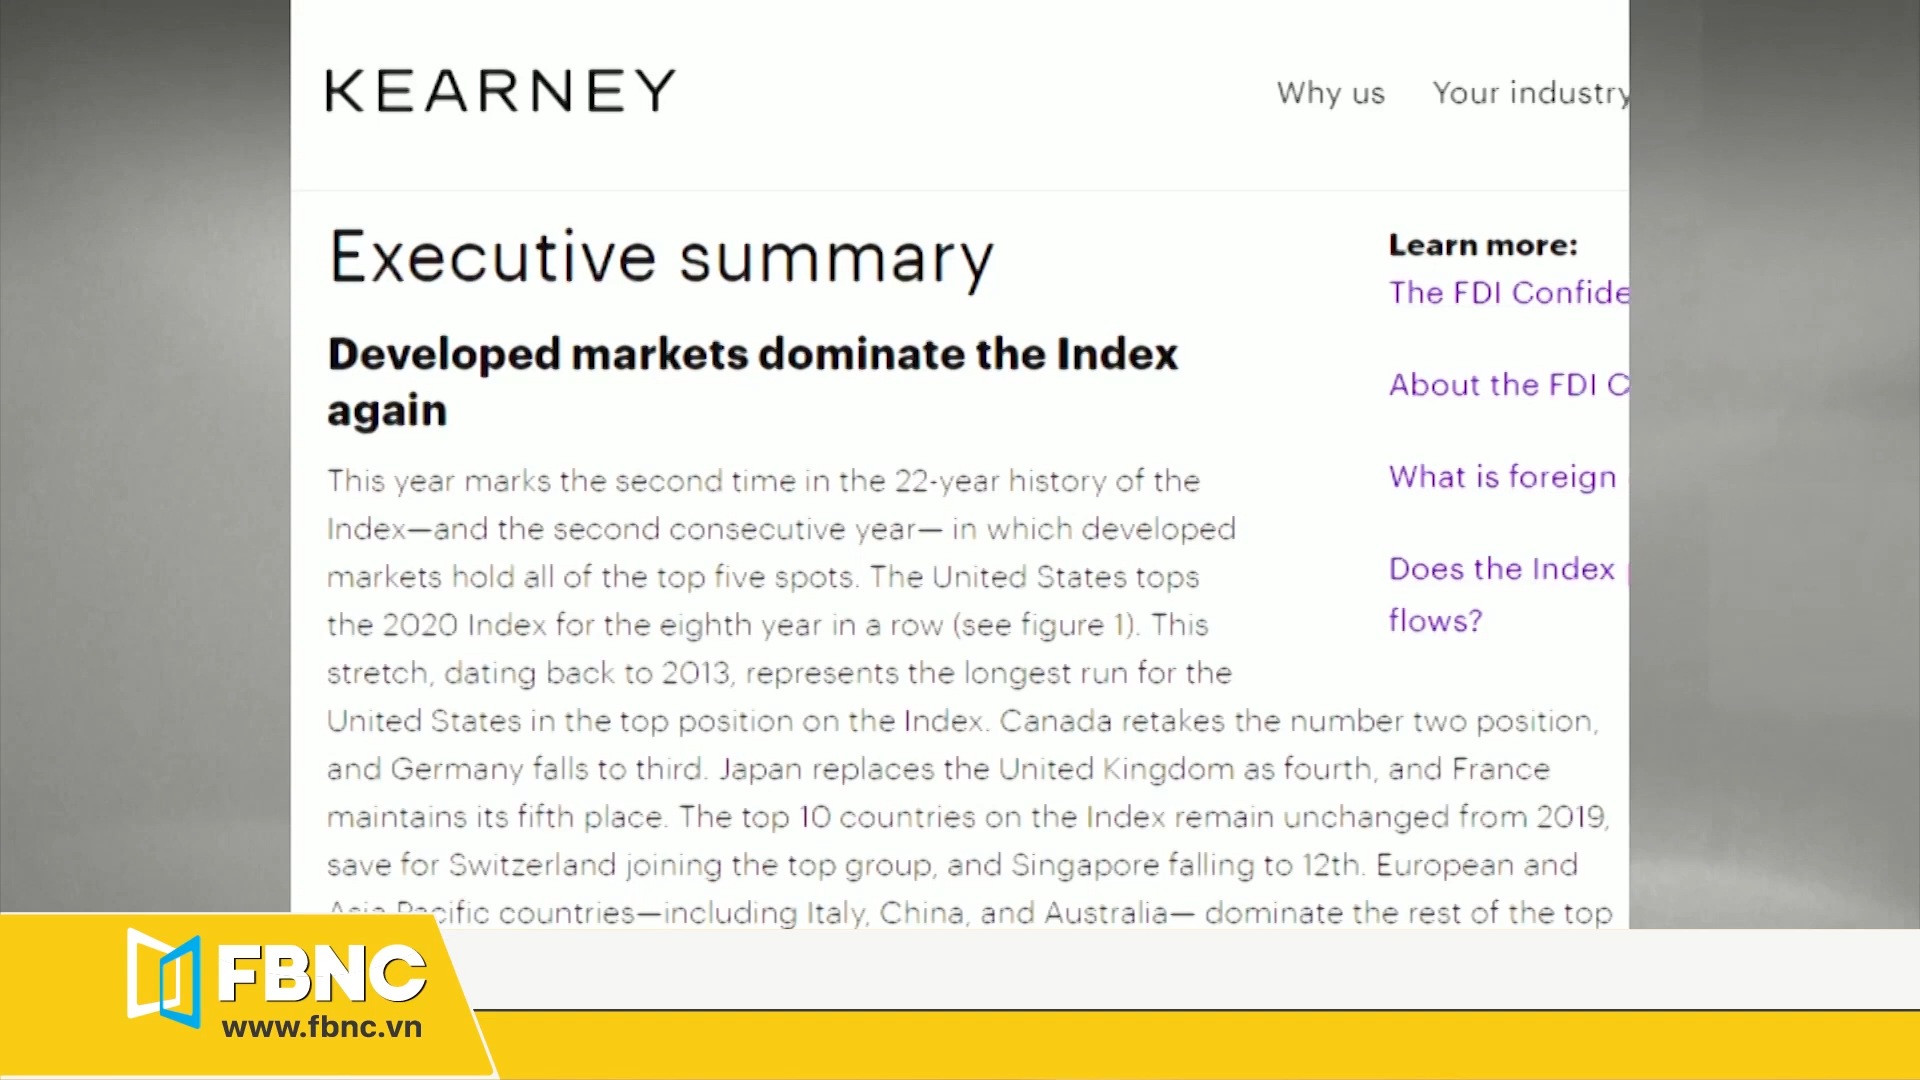 KEARNEY
Why us
Your industry
Executive summary
Developed markets dominate the Index
again
This year marks the second time in the 22-year history of the
Index—and the second consecutive year— in which developed
markets hold all of the top five spots. The United States tops
the 2020 Index for the eighth year in a row (see figure 1). This
stretch, dating back to 2013, represents the longest run for the
United States in the top position on the Index. Canada retakes the number two position,
and Germany falls to third. Japan replaces the United Kingdom as fourth, and France
maintains its fifth place. The top 10 countries on the Index remain unchanged from 2019,
save for Switzerland joining the top group, and Singapore falling to 12th. European and
Asia Pacific countries—including Italy, China, and Australia— dominate the rest of the top
Learn more:
The FDI Confide
About the FDI C
What is foreign
Does the Index
flows?
FBNC
www.fbnc.vn